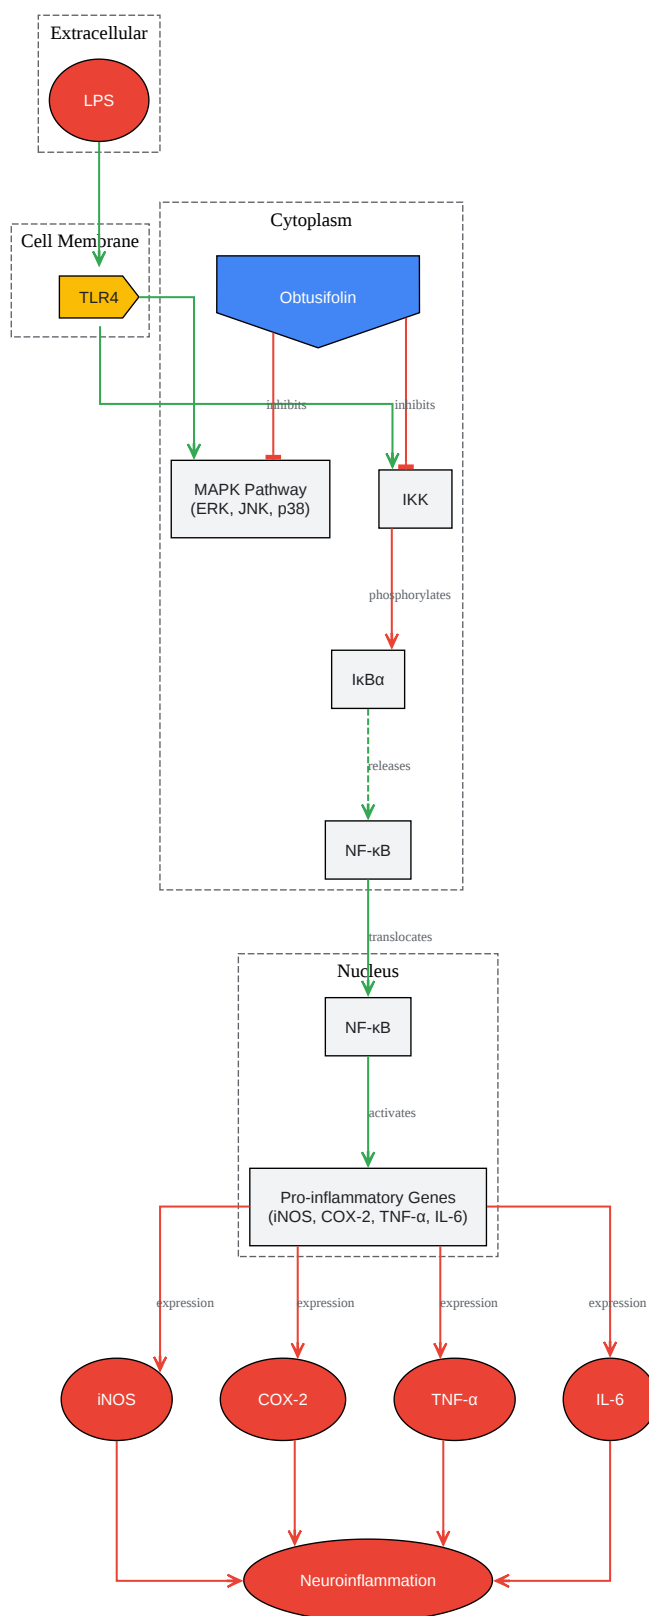 Extracellular
LPS
Cell Membrane
TLR4
Cytoplasm
Obtusifolin
inhibits
inhibits
MAPK Pathway
(ERK, JNK, p38)
IKK
phosphorylates
IκBα
releases
NF-κB
translocates
Nucleus
NF-κB
activates
Pro-inflammatory Genes
(iNOS, COX-2, TNF-α, IL-6)
expression
expression
expression
expression
iNOS
COX-2
TNF-α
IL-6
Neuroinflammation